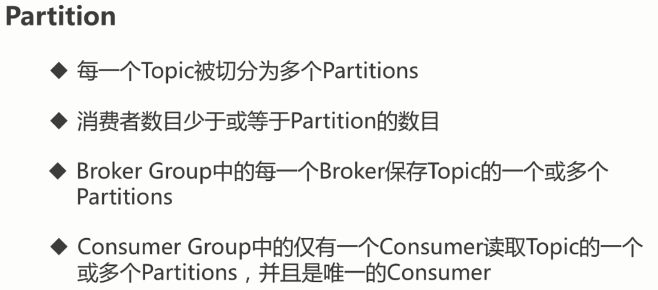 Partition
◆ 每一个Topic被切分为多个Partitions
◆ 消费者数目少于或等于Partition的数目
◆ Broker Group中的每一个Broker保存Topic的一个或多个
Partitions
◆ Consumer Group中的仅有一个Consumer读取Topic的一个
或多个Partitions，并且是唯一的Consumer